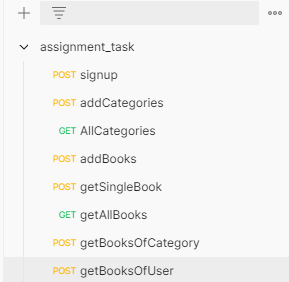 assignment_task
POST signup
POST addCategories
GET AllCategories
POST addBooks
POST getSingleBook
GET getAllBooks
POST getBooksOfCategory
POST getBooksOfUser